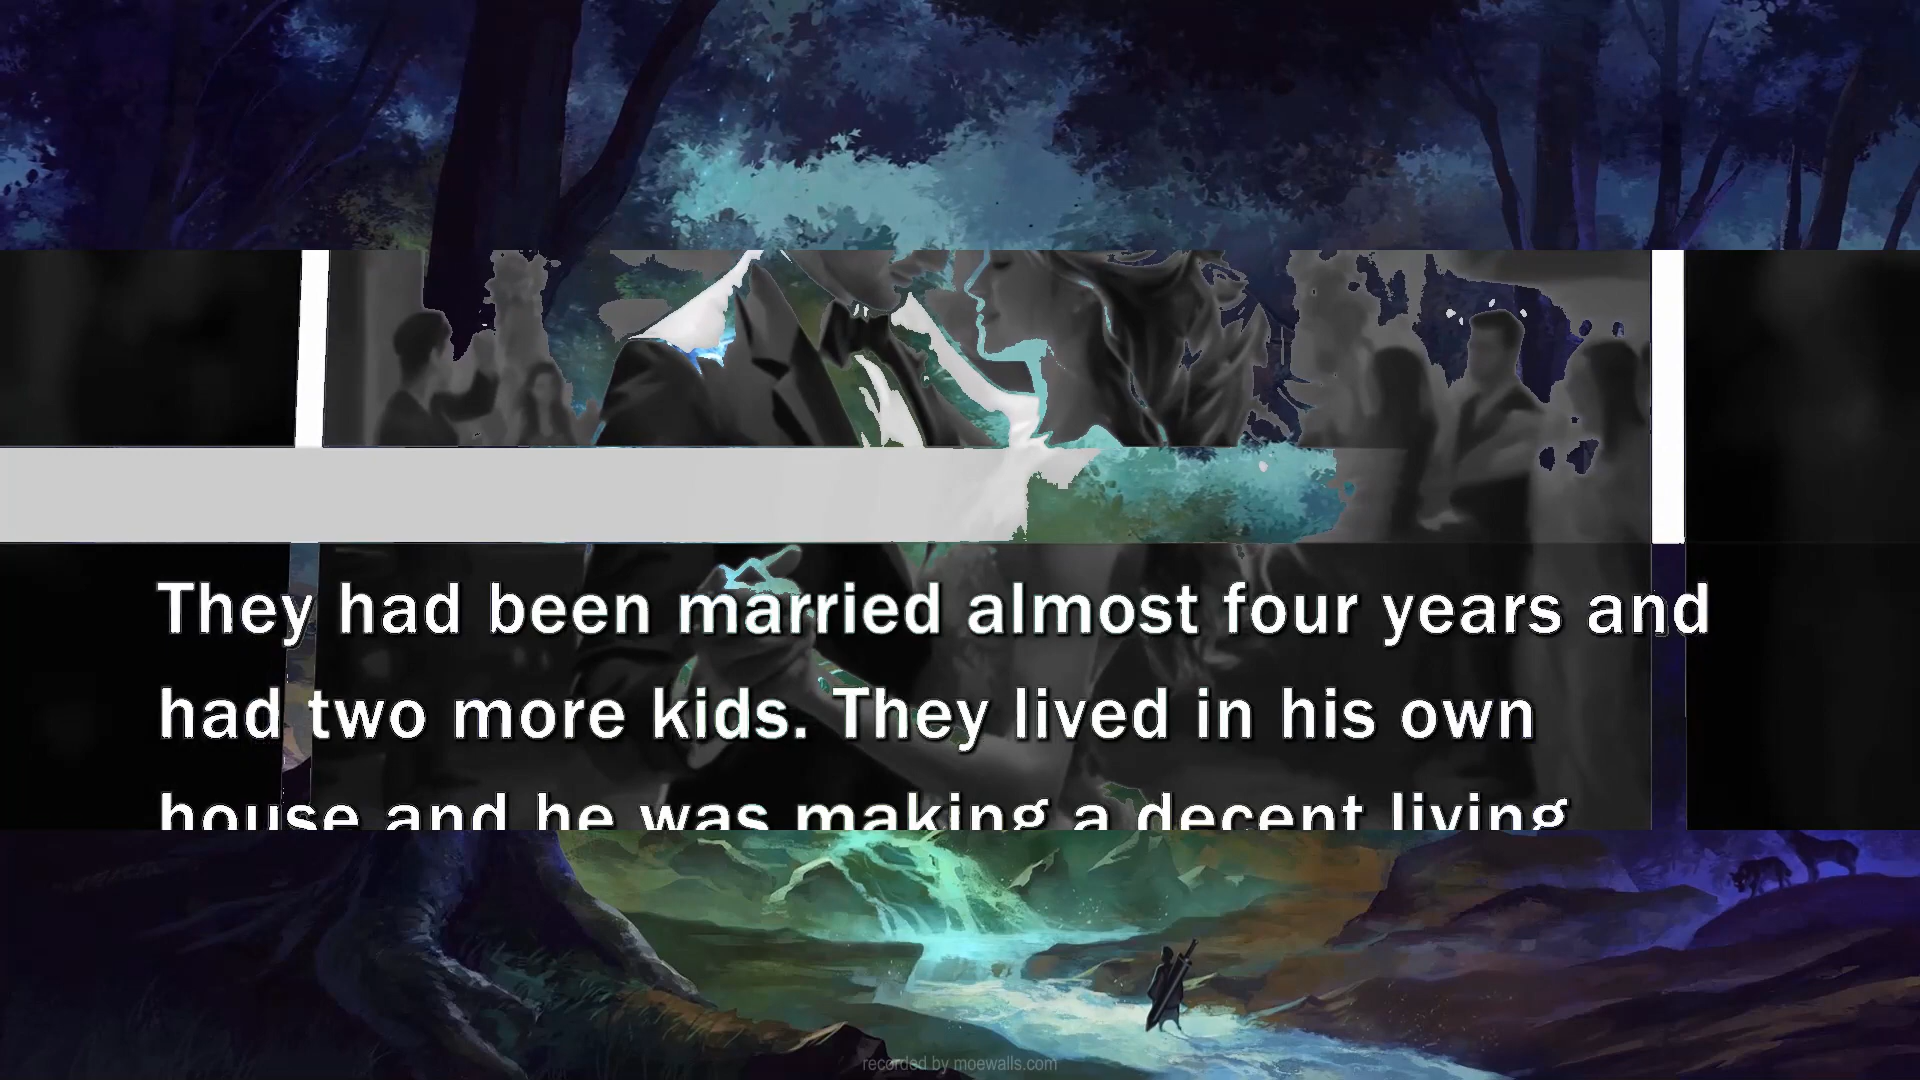 They had been married almost four years and
had two more kids. They lived in his own
house and he was making a decent living
recorded by moewalls.com